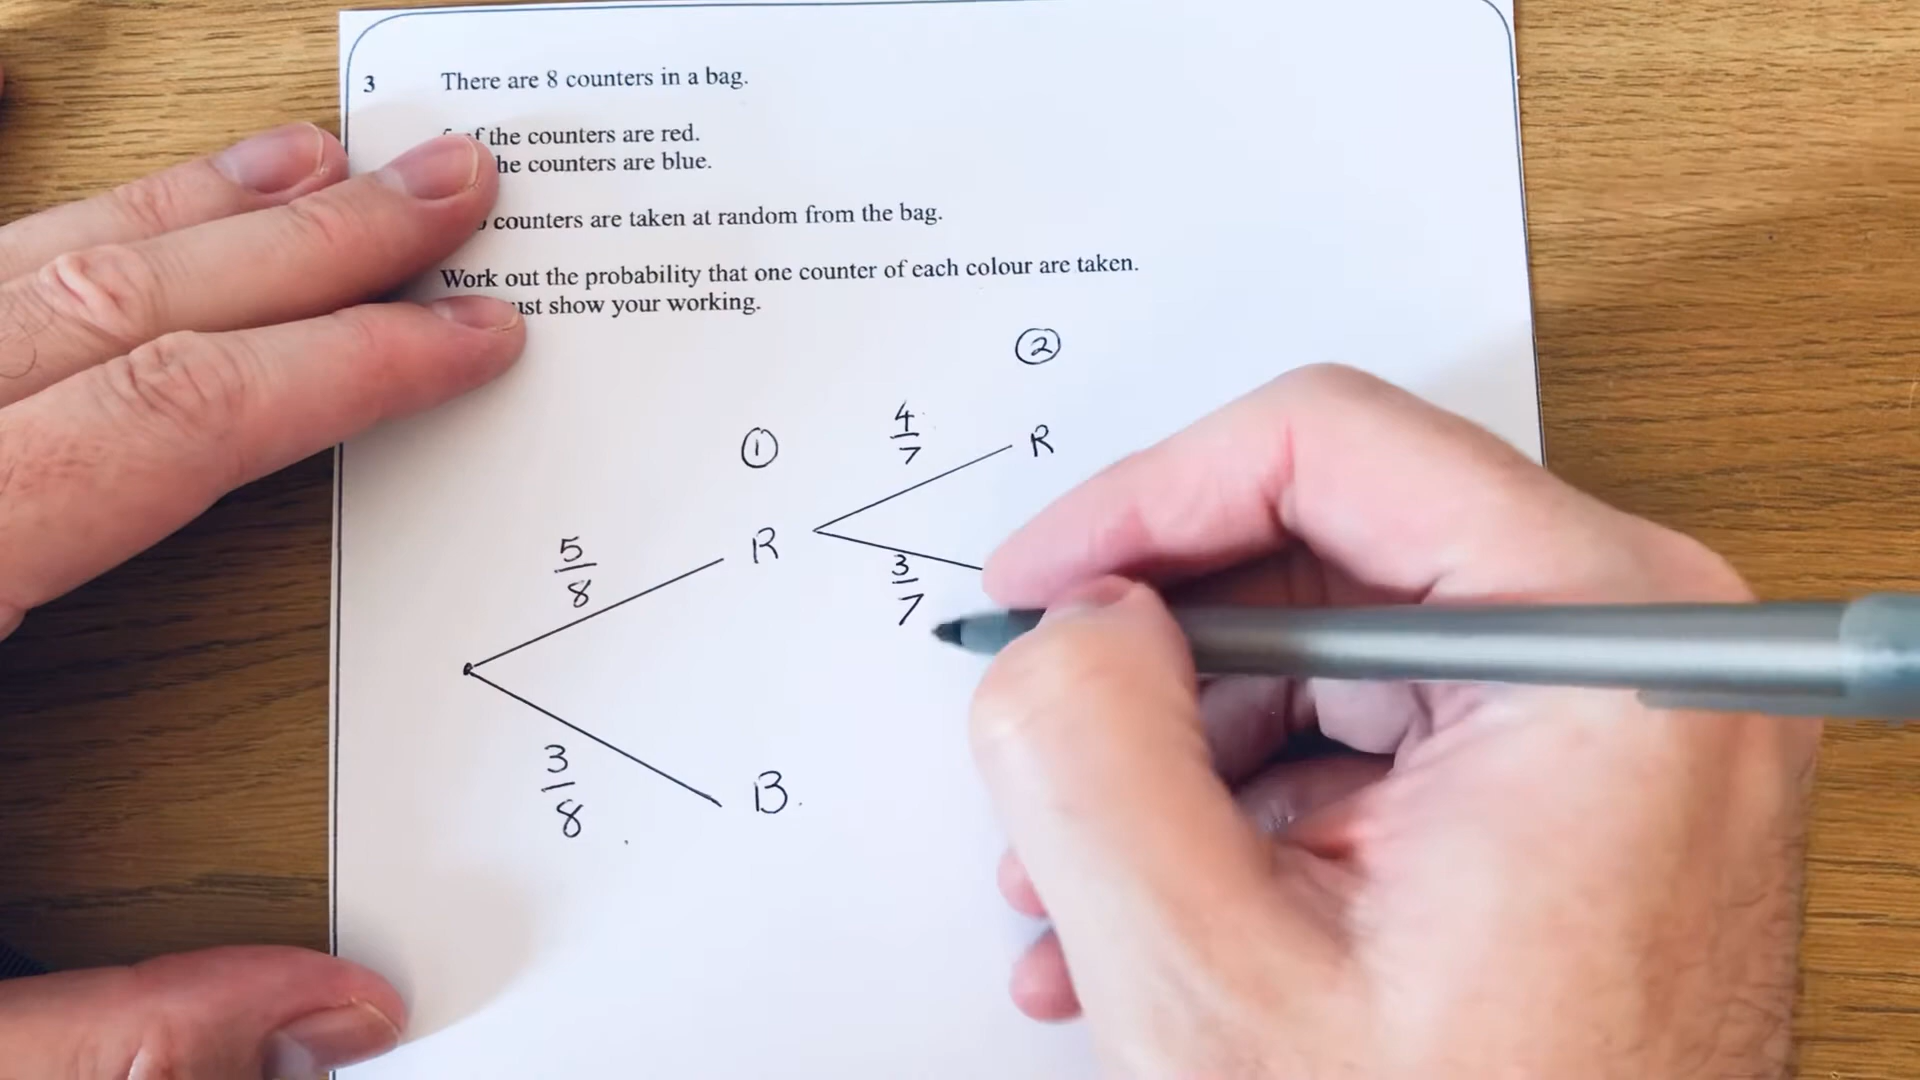 3 There are 8 counters in a bag.
the counters are red.
counters are blue.
counters are taken at random from the bag.
Work out the probability that one counter of each colour are taken.
show your working.
②
4/7
R
①
5/8
R
3/7
3/8
B.